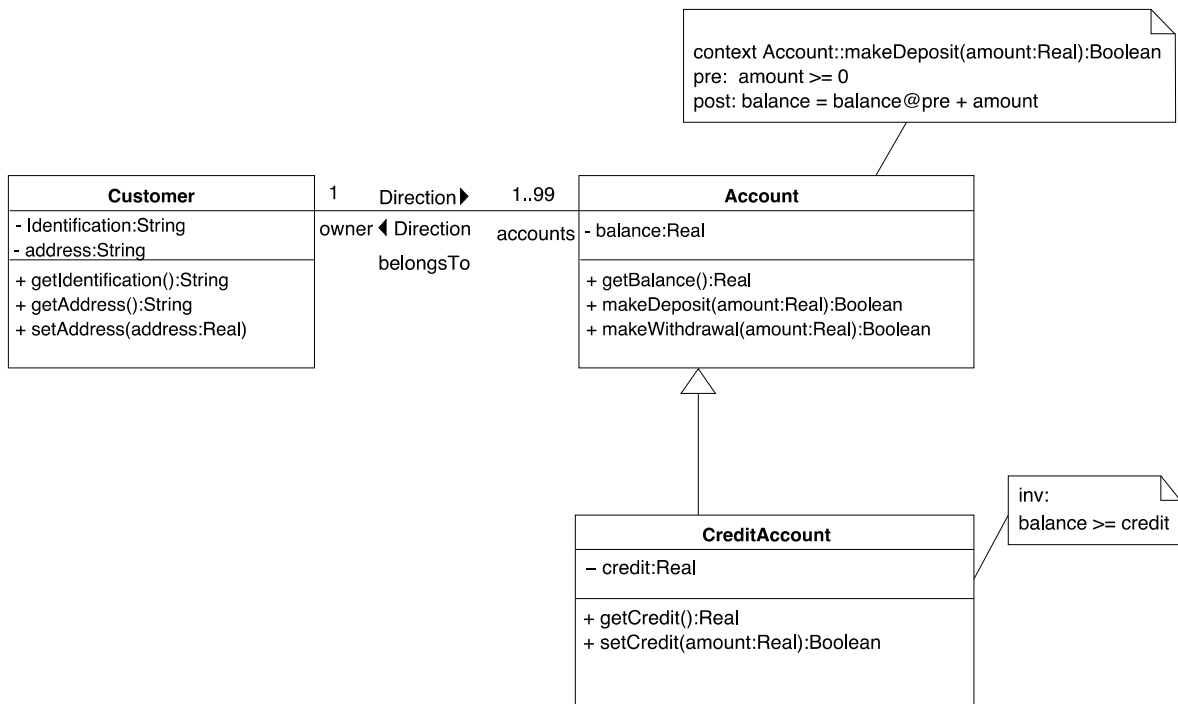 context Account::makeDeposit(amount:Real):Boolean
pre:  amount >= 0
post: balance = balance@pre + amount
Customer
- Identification:String
- address:String
+ getIdentification():String
+ getAddress():String
+ setAddress(address:Real)
1
Direction
1..99
owner
Direction
accounts
belongsTo
Account
- balance:Real
+ getBalance():Real
+ makeDeposit(amount:Real):Boolean
+ makeWithdrawal(amount:Real):Boolean
inv:
balance >= credit
CreditAccount
– credit:Real
+ getCredit():Real
+ setCredit(amount:Real):Boolean